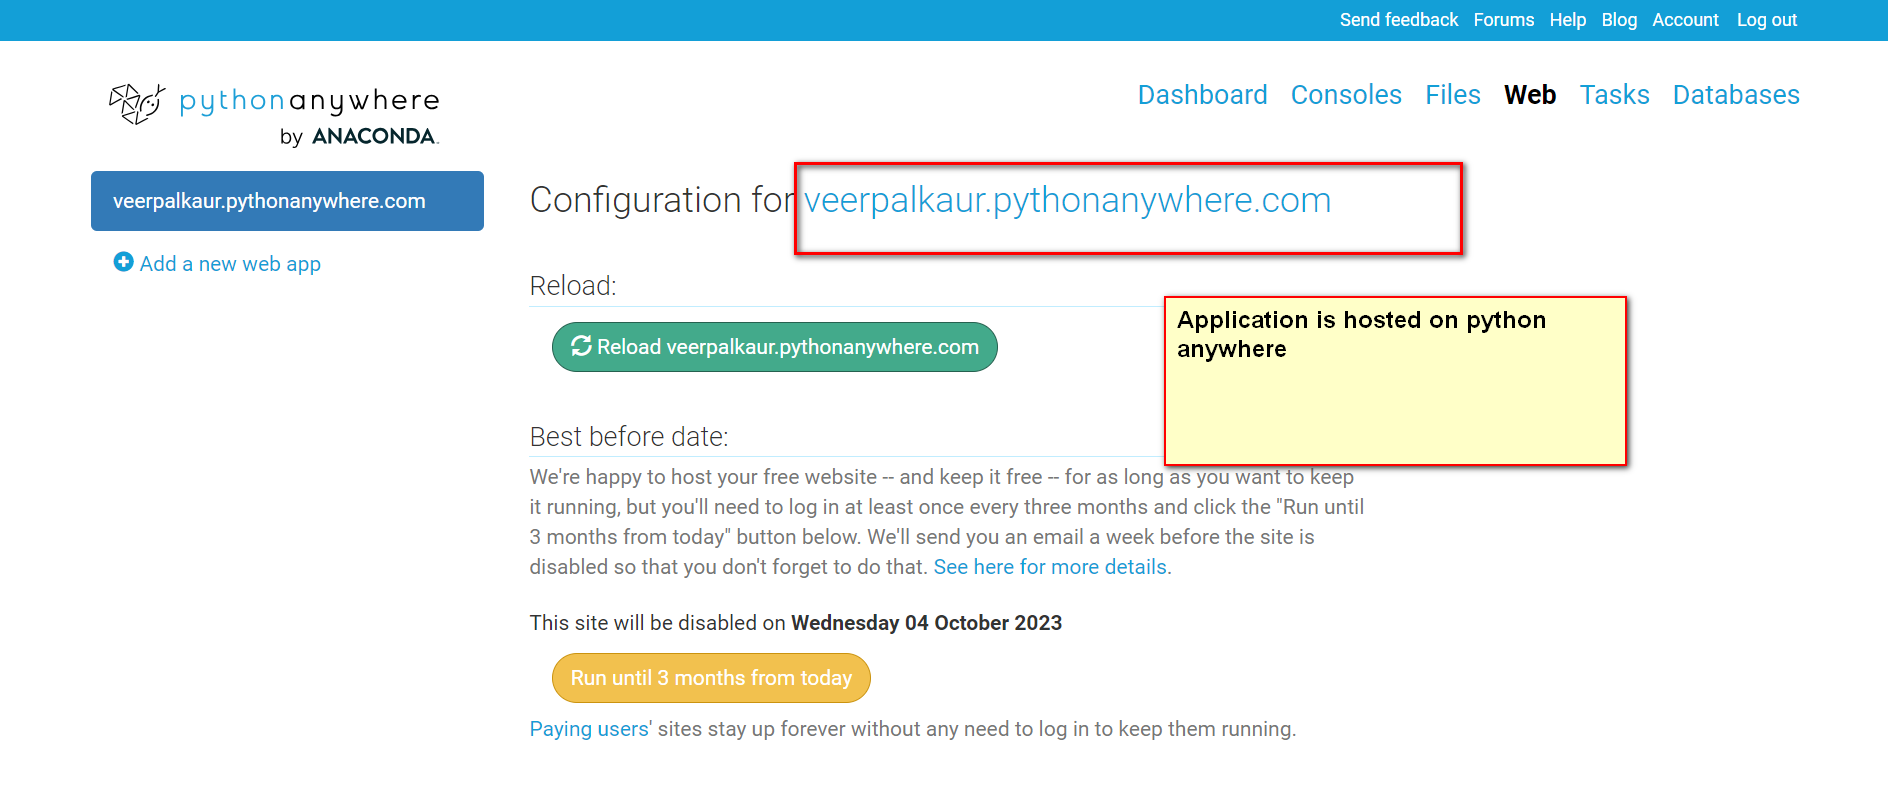 Send feedback Forums Help Blog Account Log out
pythonanywhere
by ANACONDA.
Dashboard Consoles Files Web Tasks Databases
veerpalkaur.pythonanywhere.com
Add a new web app
Configuration for veerpalkaur.pythonanywhere.com
Reload:
Reload veerpalkaur.pythonanywhere.com
Application is hosted on python
anywhere
Best before date:
We're happy to host your free website -- and keep it free -- for as long as you want to keep
it running, but you'll need to log in at least once every three months and click the "Run until
3 months from today" button below. We'll send you an email a week before the site is
disabled so that you don't forget to do that. See here for more details.
This site will be disabled on Wednesday 04 October 2023
Run until 3 months from today
Paying users' sites stay up forever without any need to log in to keep them running.